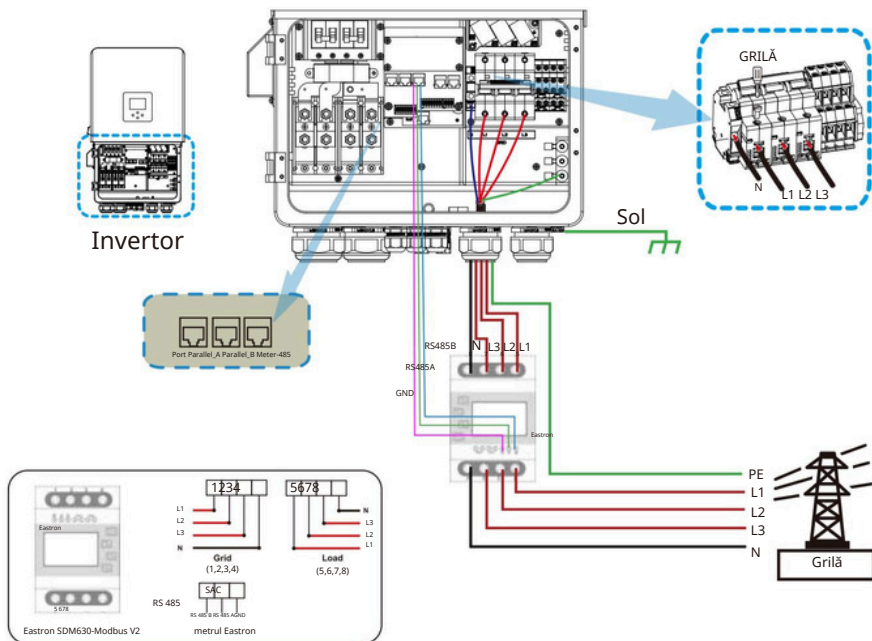 GRILĂ
N
L1 L2 L3
Invertor
Sol
Port Parallel_A Parallel_B Meter-485
RS485B
N L3 L2 L1
RS485A
GND
Eastron
PE
L1
L2
L3
N
Grilă
1234
5678
L1
L2
L3
N
N
L3
L2
L1
Grid
(1,2,3,4)
Load
(5,6,7,8)
Eastron
5 678
RS 485
SAC
RS 485 B RS 485 AGND
Eastron SDM630-Modbus V2
metrul Eastron